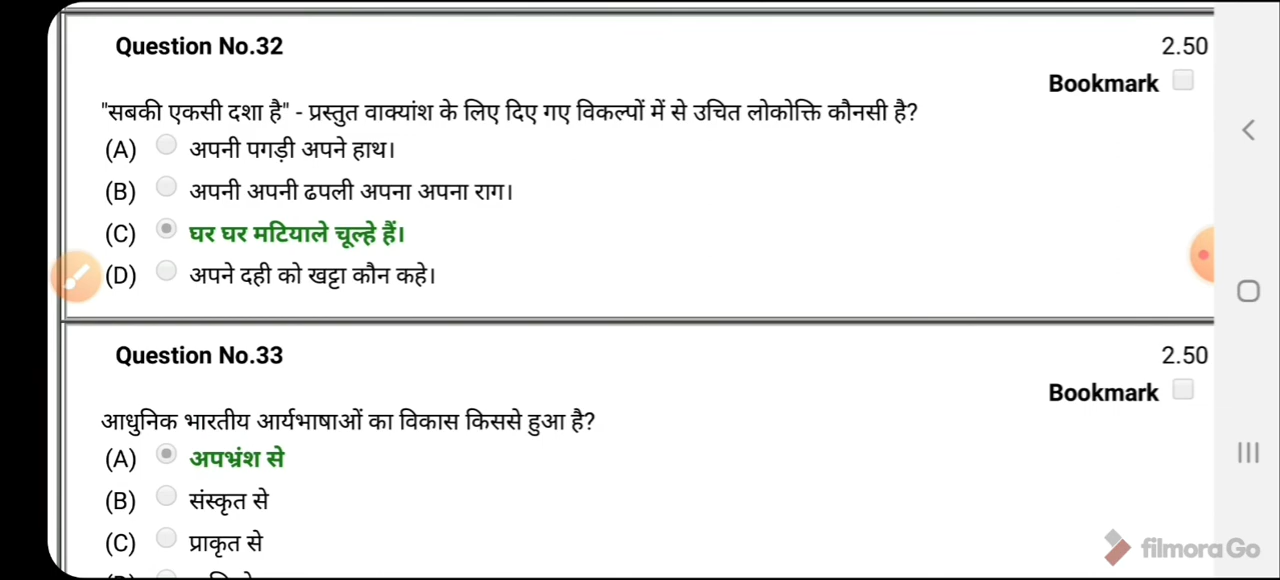 Question No.32
2.50
Bookmark
"सबकी एकसी दशा है" - प्रस्तुत वाक्यांश के लिए दिए गए विकल्पों में से उचित लोकोक्ति कौनसी है?
(A) अपनी पगड़ी अपने हाथ।
(B) अपनी अपनी ढपली अपना अपना राग।
(C) घर घर मटियाले चूल्हे हैं।
(D) अपने दही को खट्टा कौन कहे।
Question No.33
2.50
Bookmark
आधुनिक भारतीय आर्यभाषाओं का विकास किससे हुआ है?
(A) अपभ्रंश से
(B) संस्कृत से
(C) प्राकृत से
filmoraGo